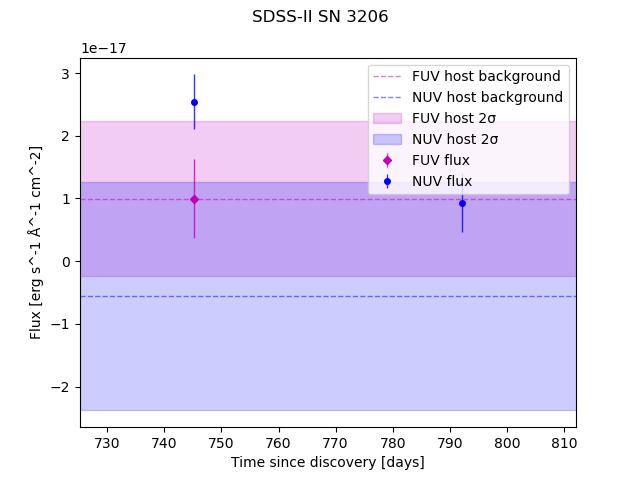 SDSS-II SN 3206
1e−17
FUV host background
NUV host background
FUV host 2σ
NUV host 2σ
FUV flux
NUV flux
3
2
1
0
−1
−2
Flux [erg s^-1 Å^-1 cm^-2]
730 740 750 760 770 780 790 800 810
Time since discovery [days]